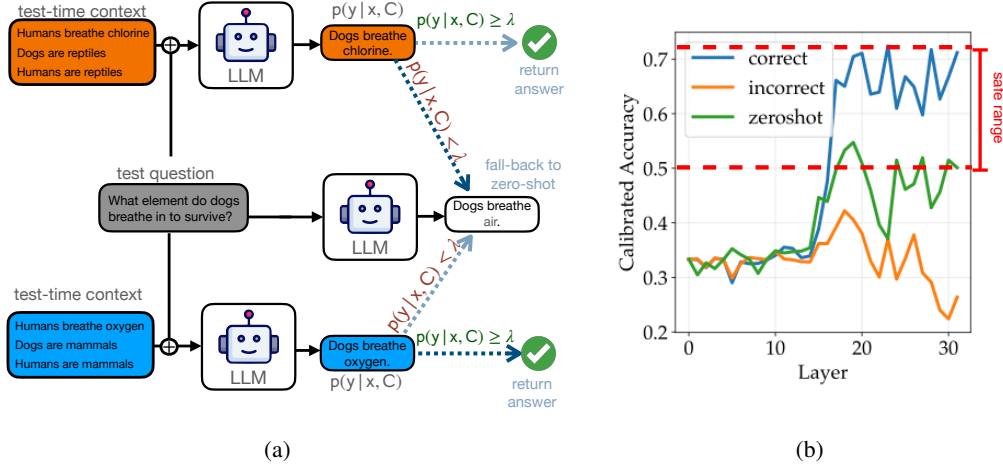 test-time context
Humans breathe chlorine
Dogs are reptiles
Humans are reptiles
LLM
p(y | x, C)
Dogs breathe
chlorine.
p(y | x, C) ≥ λ
return
answer
p(y | x, C) < λ
fall-back to
zero-shot
test question
What element do dogs
breathe in to survive?
LLM
Dogs breathe
air.
p(y | x, C) < λ
test-time context
Humans breathe oxygen
Dogs are mammals
Humans are mammals
LLM
Dogs breathe
oxygen.
p(y | x, C)
p(y | x, C) ≥ λ
return
answer
(a)
Calibrated Accuracy
0.7
0.6
0.5
0.4
0.3
0.2
correct
incorrect
zeroshot
safe range
0
10
20
30
Layer
(b)